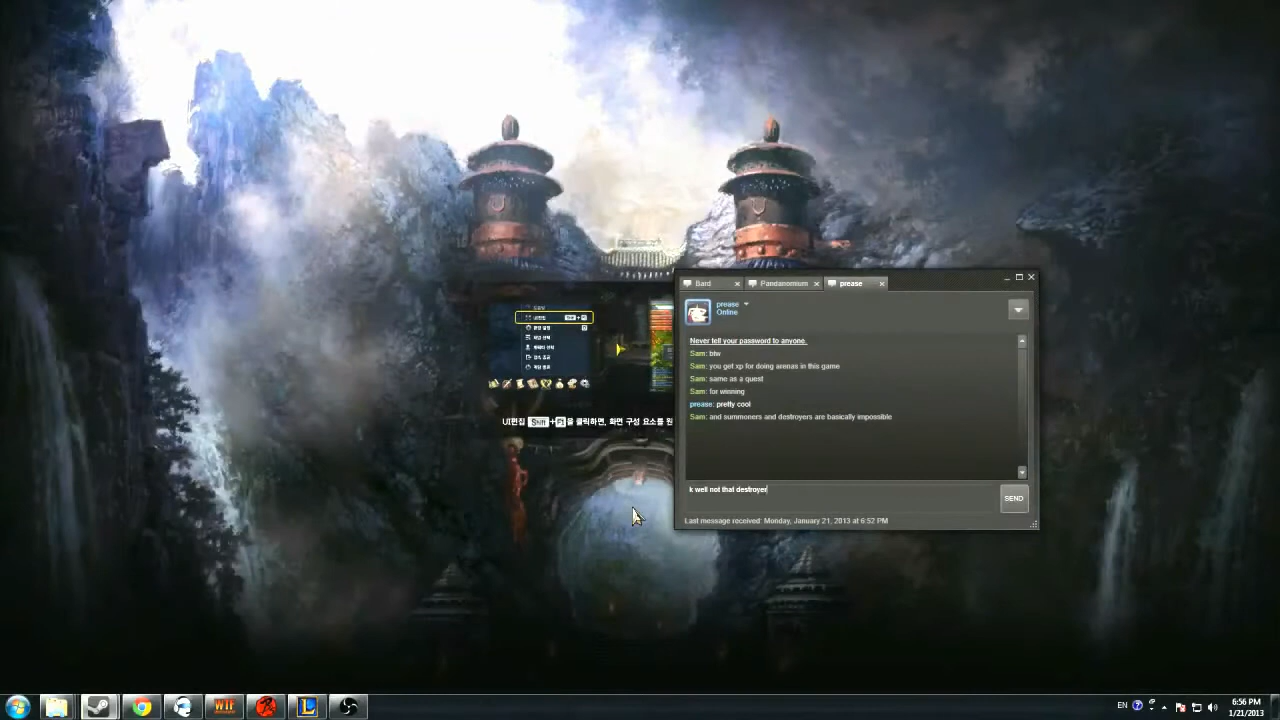 Bard
Pandanomium
prease
prease
Online
Never tell your password to anyone.
Sam: btw
Sam: you get xp for doing arenas in this game
Sam: same as a quest
Sam: for winning
prease: pretty cool
Sam: and summoners and destroyers are basically impossible
UI편집 Shift+F1을 클릭하면, 화면 구성 요소를 원
k well not that destroyer
SEND
Last message received: Monday, January 21, 2013 at 6:52 PM
WTF
EN
6:56 PM
1/21/2013